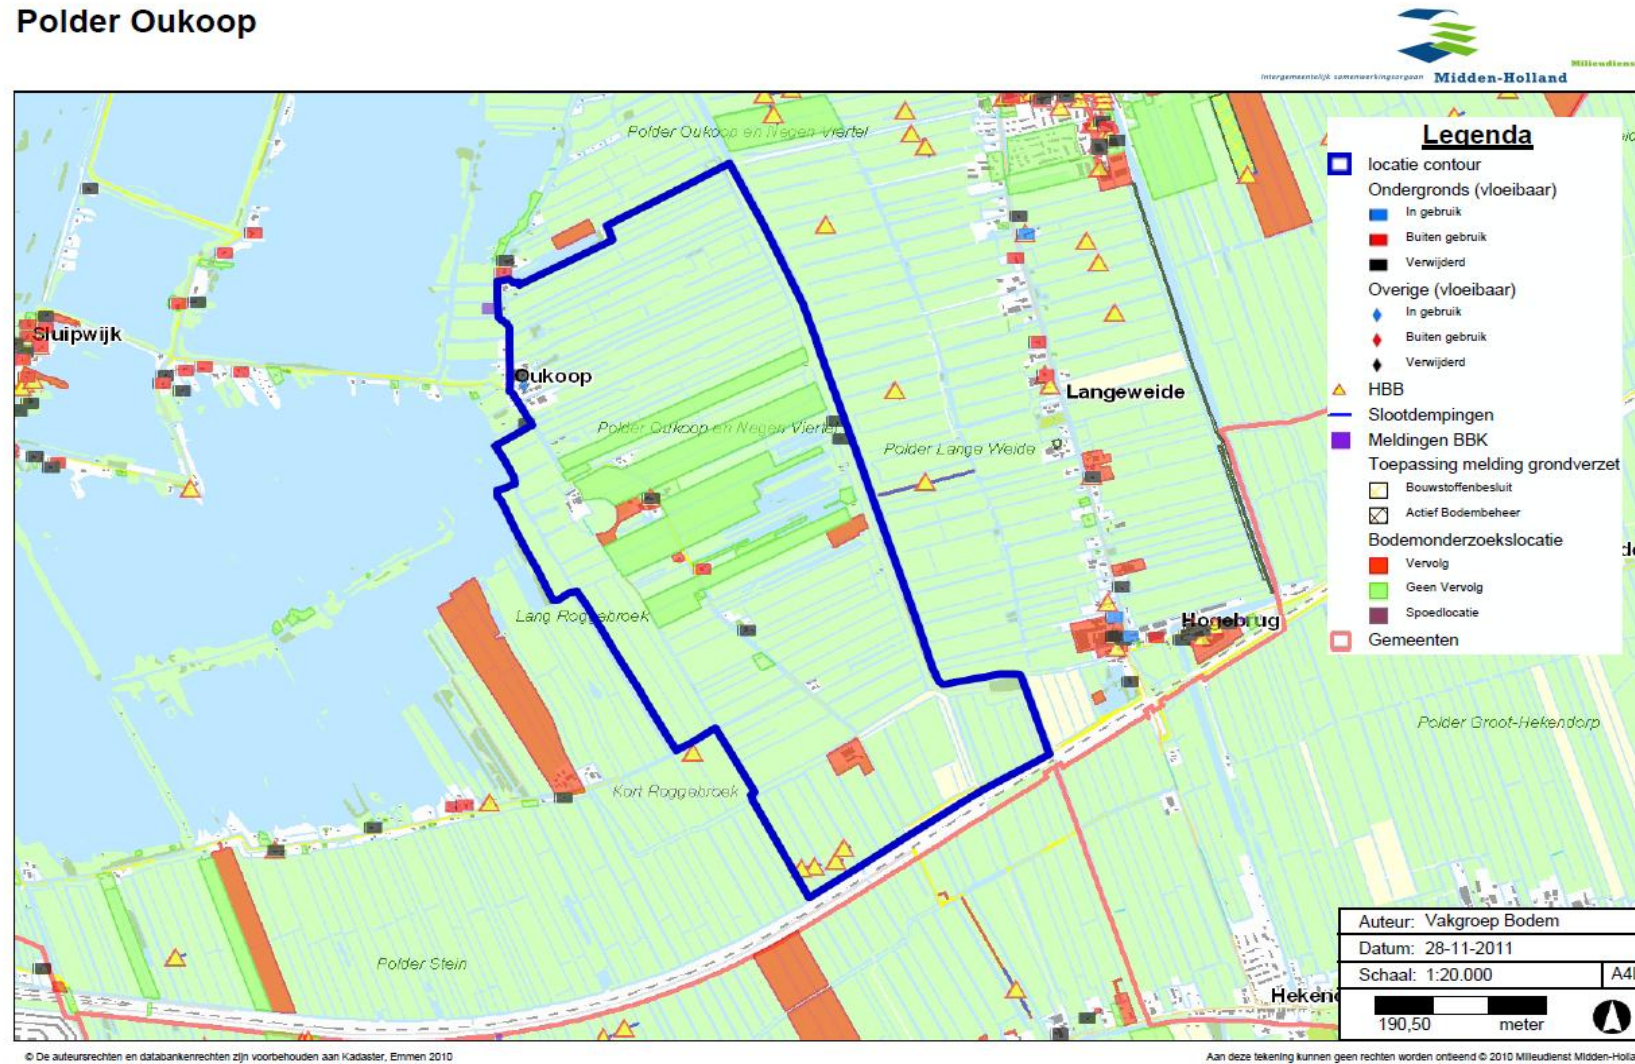 Polder Oukoop
Intergemeentelijk samenwerkingsorgaan Midden-Holland
Polder Oukoop en Negen Viertel
Sluipwijk
Oukoop
Langeweide
Polder Oukoop en Negen Viertel
Polder Lange Weide
Lang Roggebroek
Hogebrug
Polder Groot-Hekendorp
Kort Roggebroek
Polder Stein
Legenda
locatie contour
Ondergronds (vloeibaar)
In gebruik
Buiten gebruik
Verwijderd
Overige (vloeibaar)
In gebruik
Buiten gebruik
Verwijderd
HBB
Slootdempingen
Meldingen BBK
Toepassing melding grondverzet
Bouwstoffenbesluit
Actief Bodembeheer
Bodemonderzoekslocatie
Vervolg
Geen Vervolg
Spoedlocatie
Gemeenten
Auteur: Vakgroep Bodem
Datum: 28-11-2011
Schaal: 1:20.000
190,50 meter
© De auteursrechten en databankenrechten zijn voorbehouden aan Kadaster, Emmen 2010
Aan deze tekening kunnen geen rechten worden ontleend © 2010 Milieudienst Midden-Holla